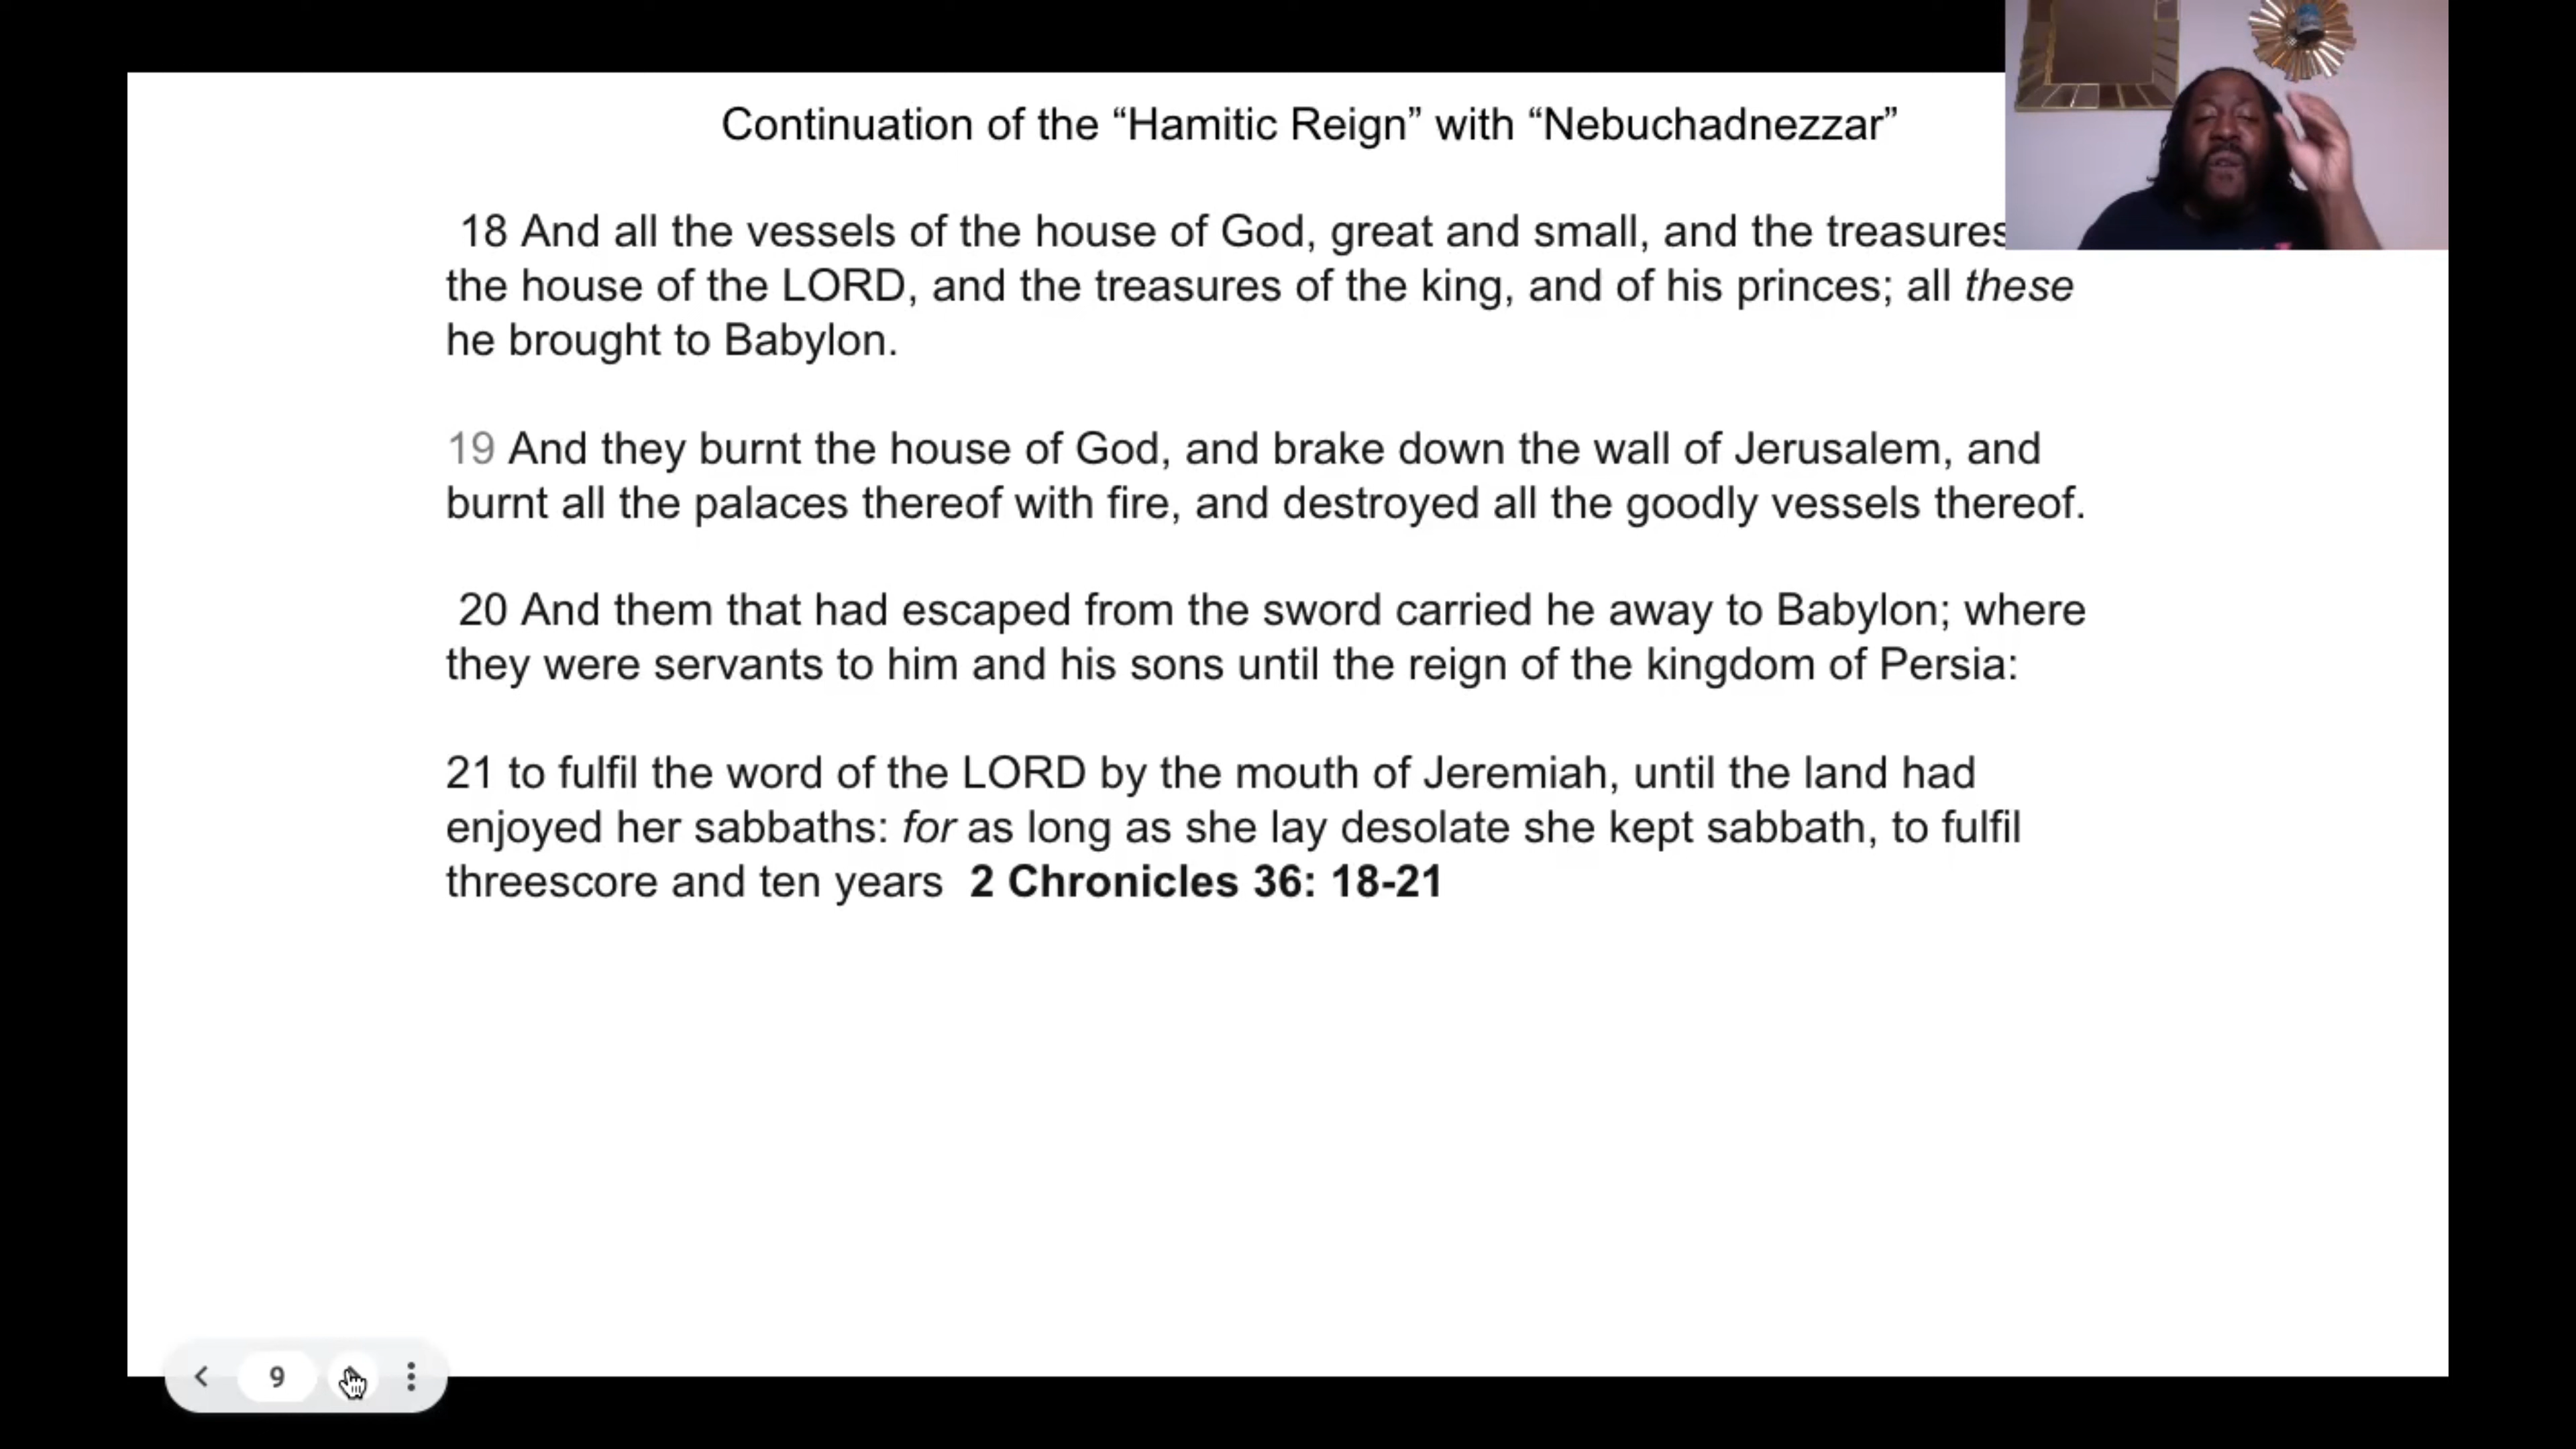 Continuation of the “Hamitic Reign” with “Nebuchadnezzar”
18 And all the vessels of the house of God, great and small, and the treasures
the house of the LORD, and the treasures of the king, and of his princes; all these
he brought to Babylon.
19 And they burnt the house of God, and brake down the wall of Jerusalem, and
burnt all the palaces thereof with fire, and destroyed all the goodly vessels thereof.
20 And them that had escaped from the sword carried he away to Babylon; where
they were servants to him and his sons until the reign of the kingdom of Persia:
21 to fulfil the word of the LORD by the mouth of Jeremiah, until the land had
enjoyed her sabbaths: for as long as she lay desolate she kept sabbath, to fulfil
threescore and ten years 2 Chronicles 36: 18-21
9